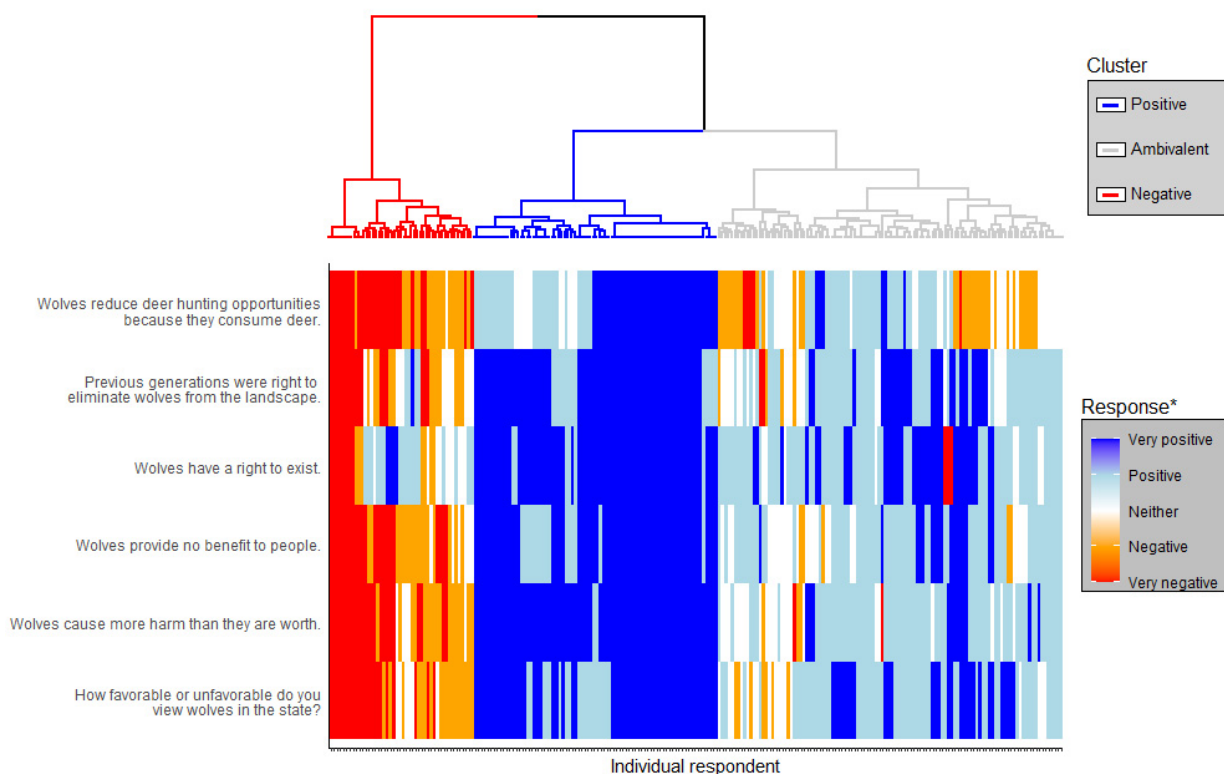 Cluster
Positive
Ambivalent
Negative
Wolves reduce deer hunting opportunities
because they consume deer.
Previous generations were right to
eliminate wolves from the landscape.
Wolves have a right to exist.
Wolves provide no benefit to people.
Wolves cause more harm than they are worth.
How favorable or unfavorable do you
view wolves in the state?
Response*
Very positive
Positive
Neither
Negative
Very negative
Individual respondent